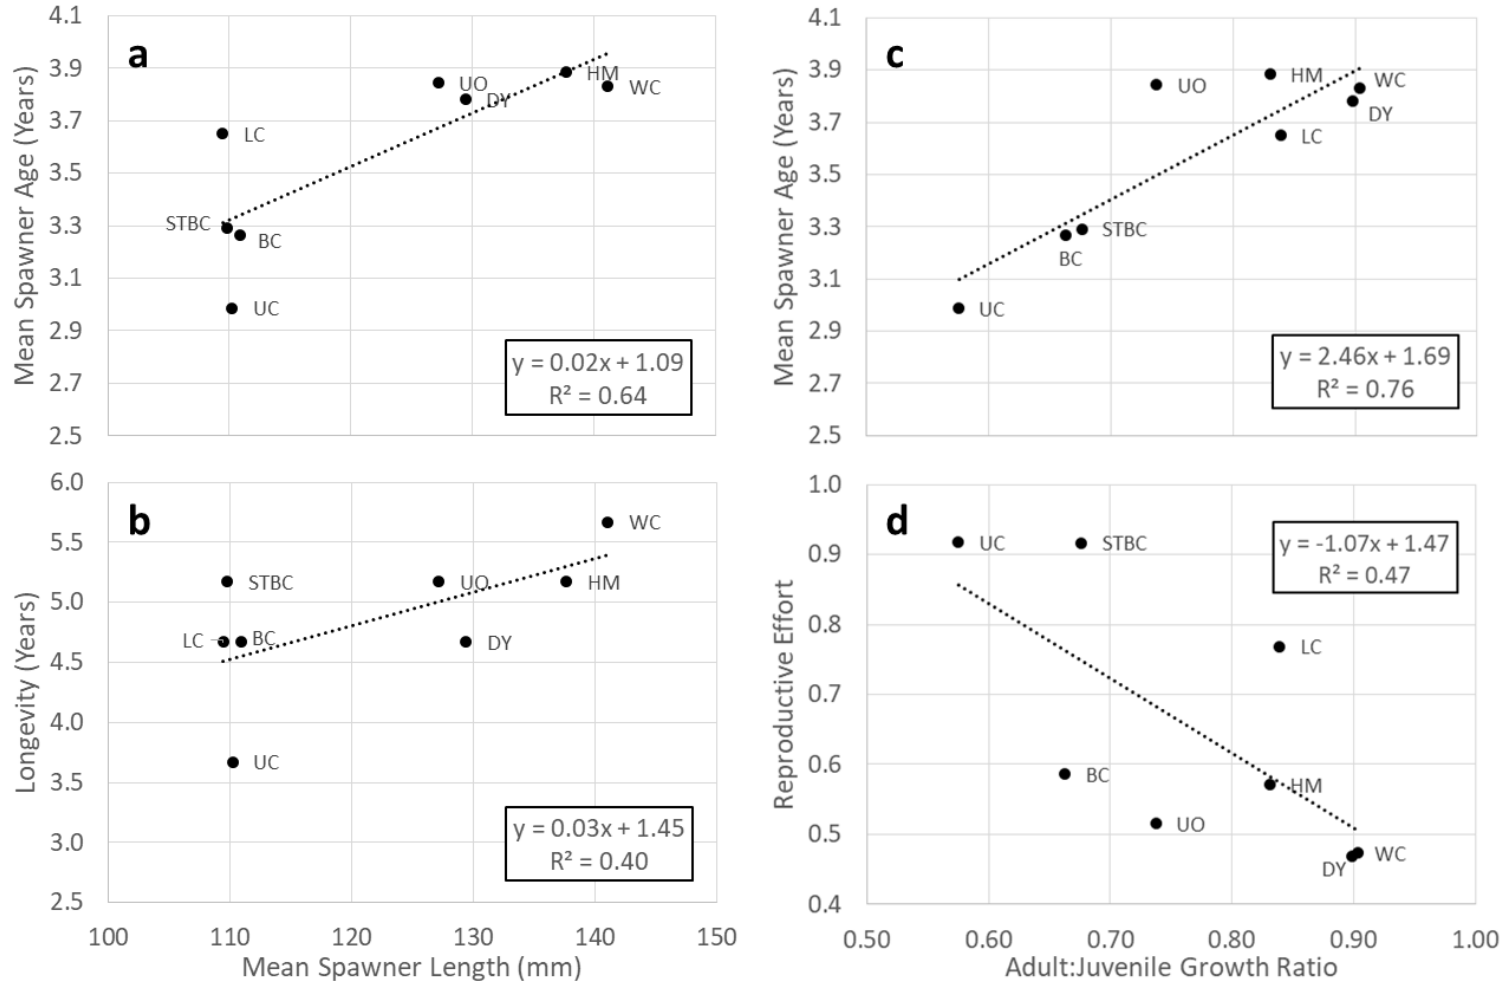 a
Mean Spawner Age (Years)
4.1
3.9
3.7
3.5
3.3
3.1
2.9
2.7
2.5
UO
DY
HM
WC
LC
STBC
BC
UC
y = 0.02x + 1.09
R² = 0.64
c
Mean Spawner Age (Years)
4.1
3.9
3.7
3.5
3.3
3.1
2.9
2.7
2.5
UO
HM
WC
DY
LC
STBC
BC
UC
y = 2.46x + 1.69
R² = 0.76
b
Longevity (Years)
6.0
5.5
5.0
4.5
4.0
3.5
3.0
2.5
WC
STBC
UO
HM
LC
BC
DY
UC
y = 0.03x + 1.45
R² = 0.40
100 110 120 130 140 150
Mean Spawner Length (mm)
d
Reproductive Effort
1.0
0.9
0.8
0.7
0.6
0.5
0.4
y = -1.07x + 1.47
R² = 0.47
UC
STBC
LC
BC
HM
UO
DY
WC
0.50 0.60 0.70 0.80 0.90 1.00
Adult:Juvenile Growth Ratio